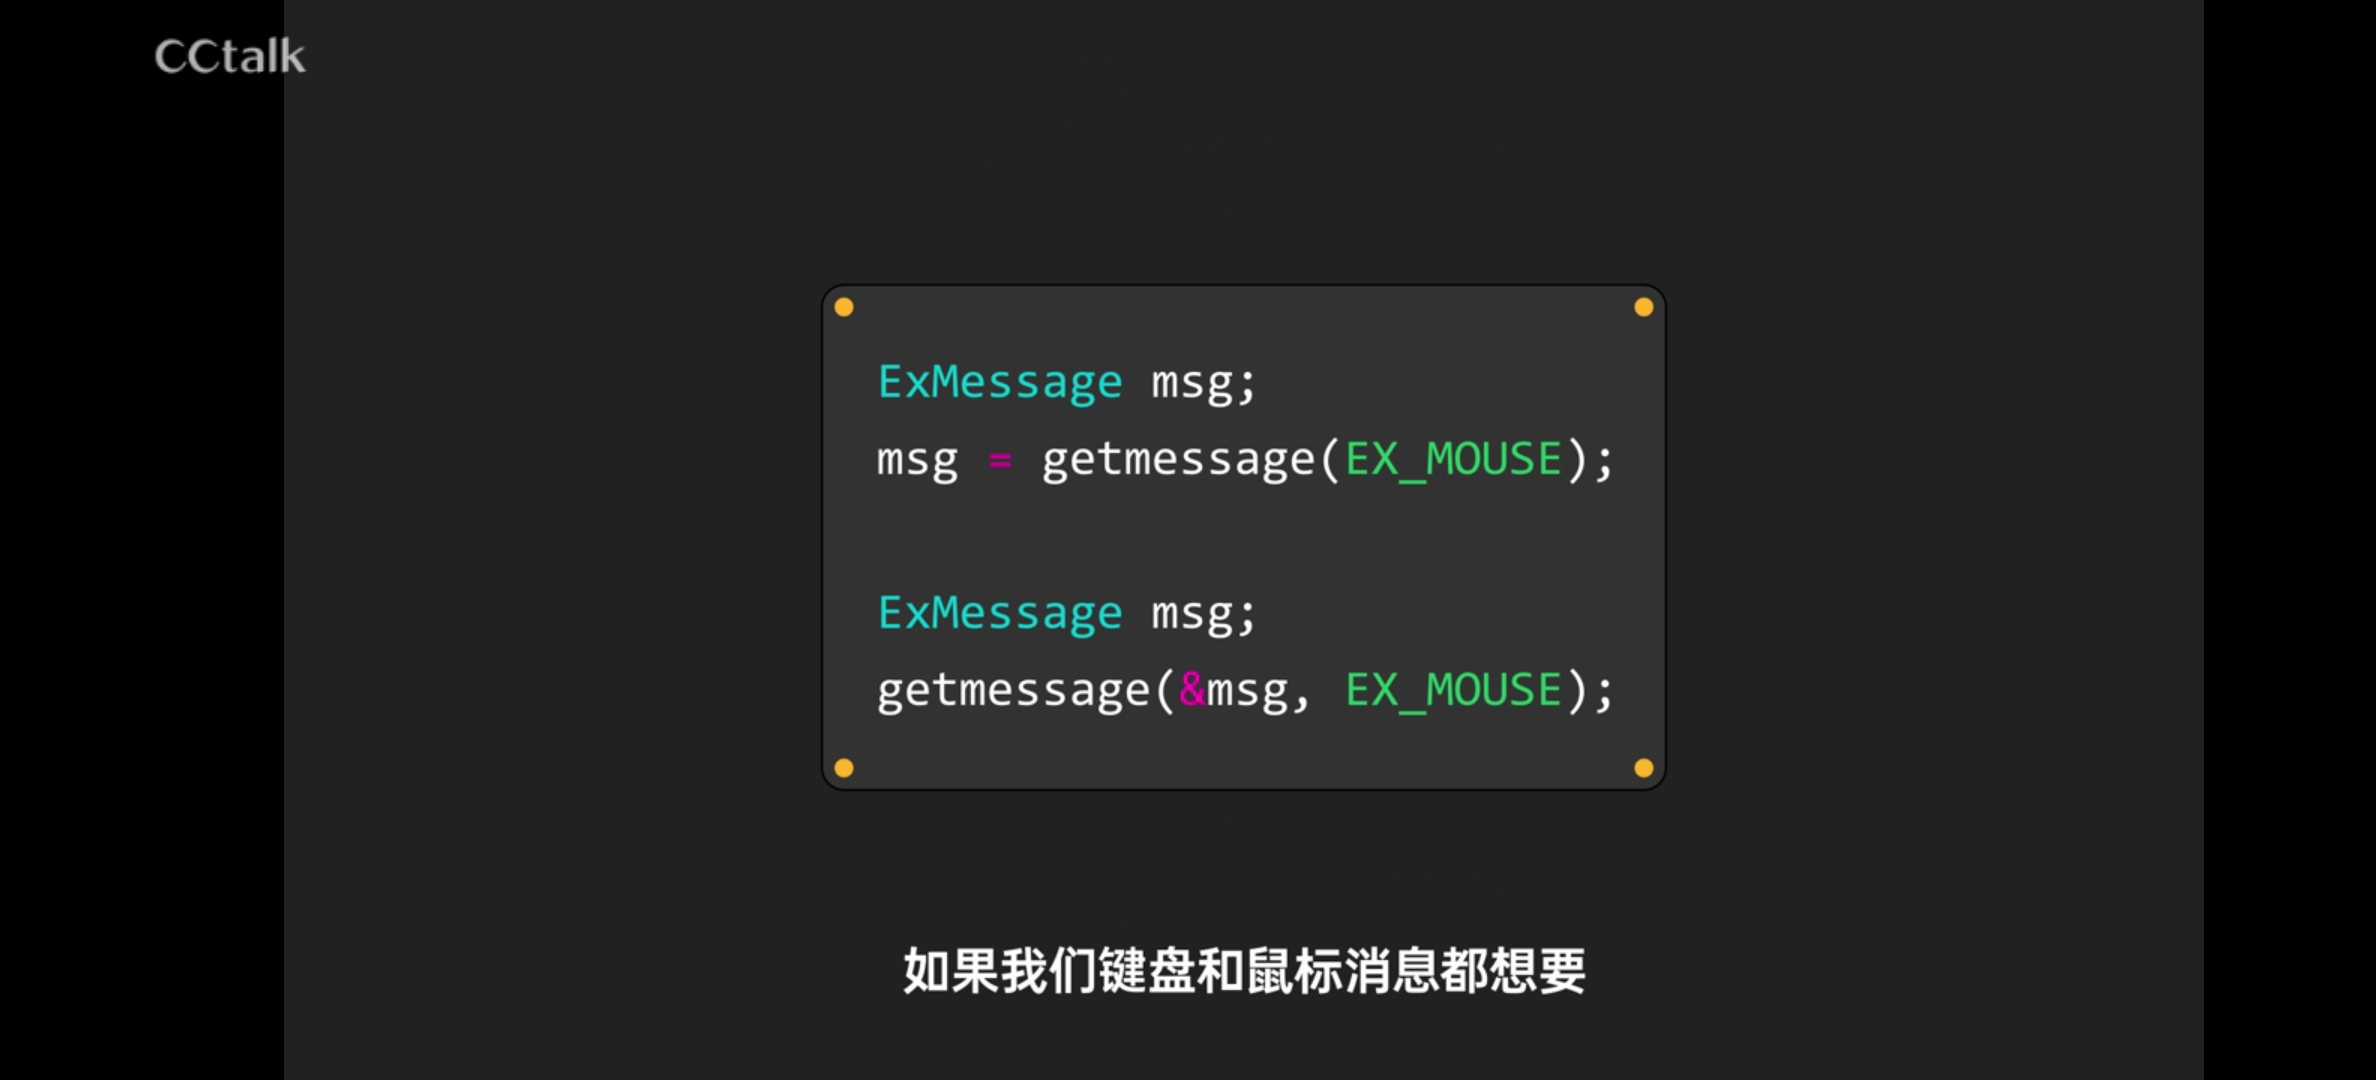 CCtalk
ExMessage msg;
msg = getmessage(EX_MOUSE);
ExMessage msg;
getmessage(&msg, EX_MOUSE);
如果我们键盘和鼠标消息都想要